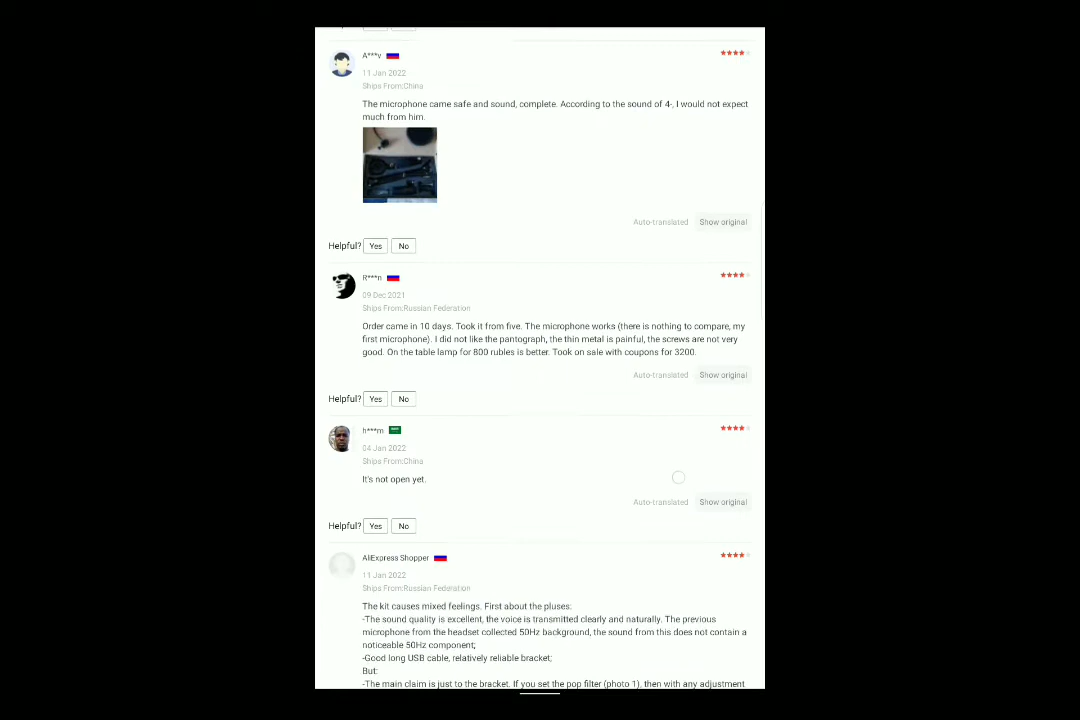 A***v
11 Jan 2022
Ships From:China
The microphone came safe and sound, complete. According to the sound of 4-, I would not expect
much from him.
Auto-translated Show original
Helpful? Yes No
R***n
09 Dec 2021
Ships From:Russian Federation
Order came in 10 days. Took it from five. The microphone works (there is nothing to compare, my
first microphone). I did not like the pantograph, the thin metal is painful, the screws are not very
good. On the table lamp for 800 rubles is better. Took on sale with coupons for 3200.
Auto-translated Show original
Helpful? Yes No
h***m
04 Jan 2022
Ships From:China
It's not open yet.
Auto-translated Show original
Helpful? Yes No
AliExpress Shopper
11 Jan 2022
Ships From:Russian Federation
The kit causes mixed feelings. First about the pluses:
-The sound quality is excellent, the voice is transmitted clearly and naturally. The previous
microphone from the headset collected 50Hz background, the sound from this does not contain a
noticeable 50Hz component;
-Good long USB cable, relatively reliable bracket;
But:
-The main claim is just to the bracket. If you set the pop filter (photo 1), then with any adjustment